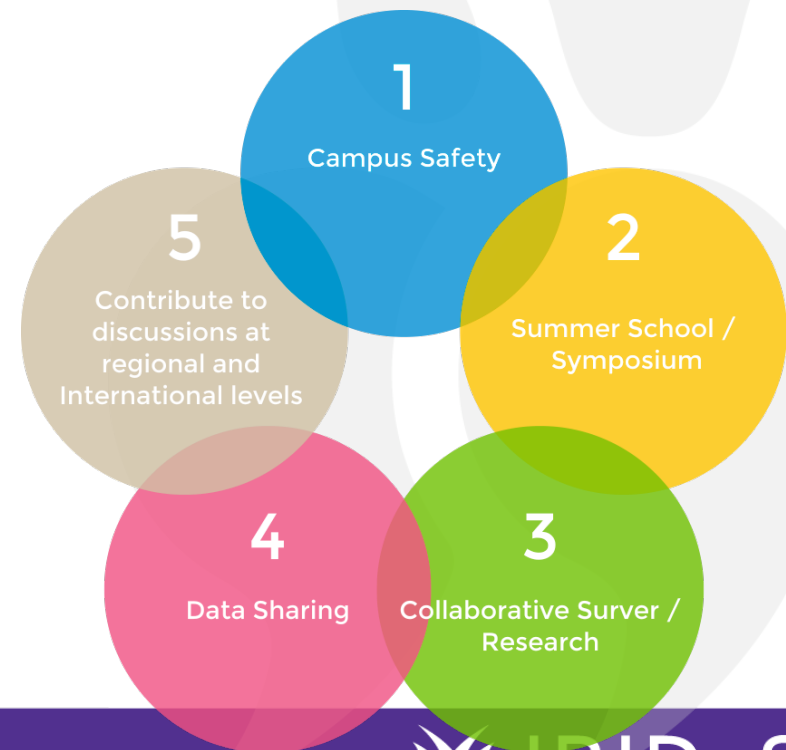 1
Campus Safety
2
Summer School /
Symposium
3
Collaborative Surver /
Research
4
Data Sharing
5
Contribute to
discussions at
regional and
International levels